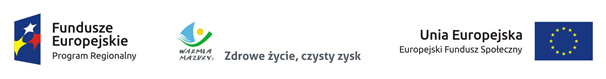 Fundusze
Europejskie
Program Regionalny
WARMIA
MAZURY
Zdrowe życie, czysty zysk
Unia Europejska
Europejski Fundusz Społeczny